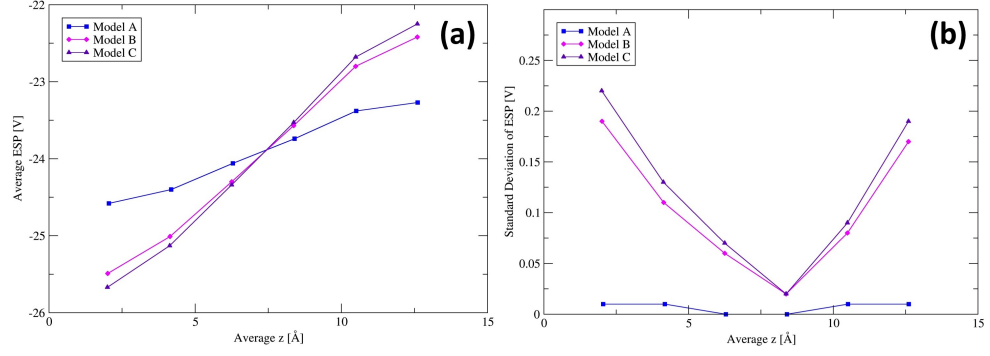 -22
-23
-24
-25
-26
Average ESP [V]
Model A
Model B
Model C
(a)
0 5 10 15
Average z [Å]
0.25
0.2
0.15
0.1
0.05
0
Standard Deviation of ESP [V]
Model A
Model B
Model C
(b)
0 5 10 15
Average z [Å]